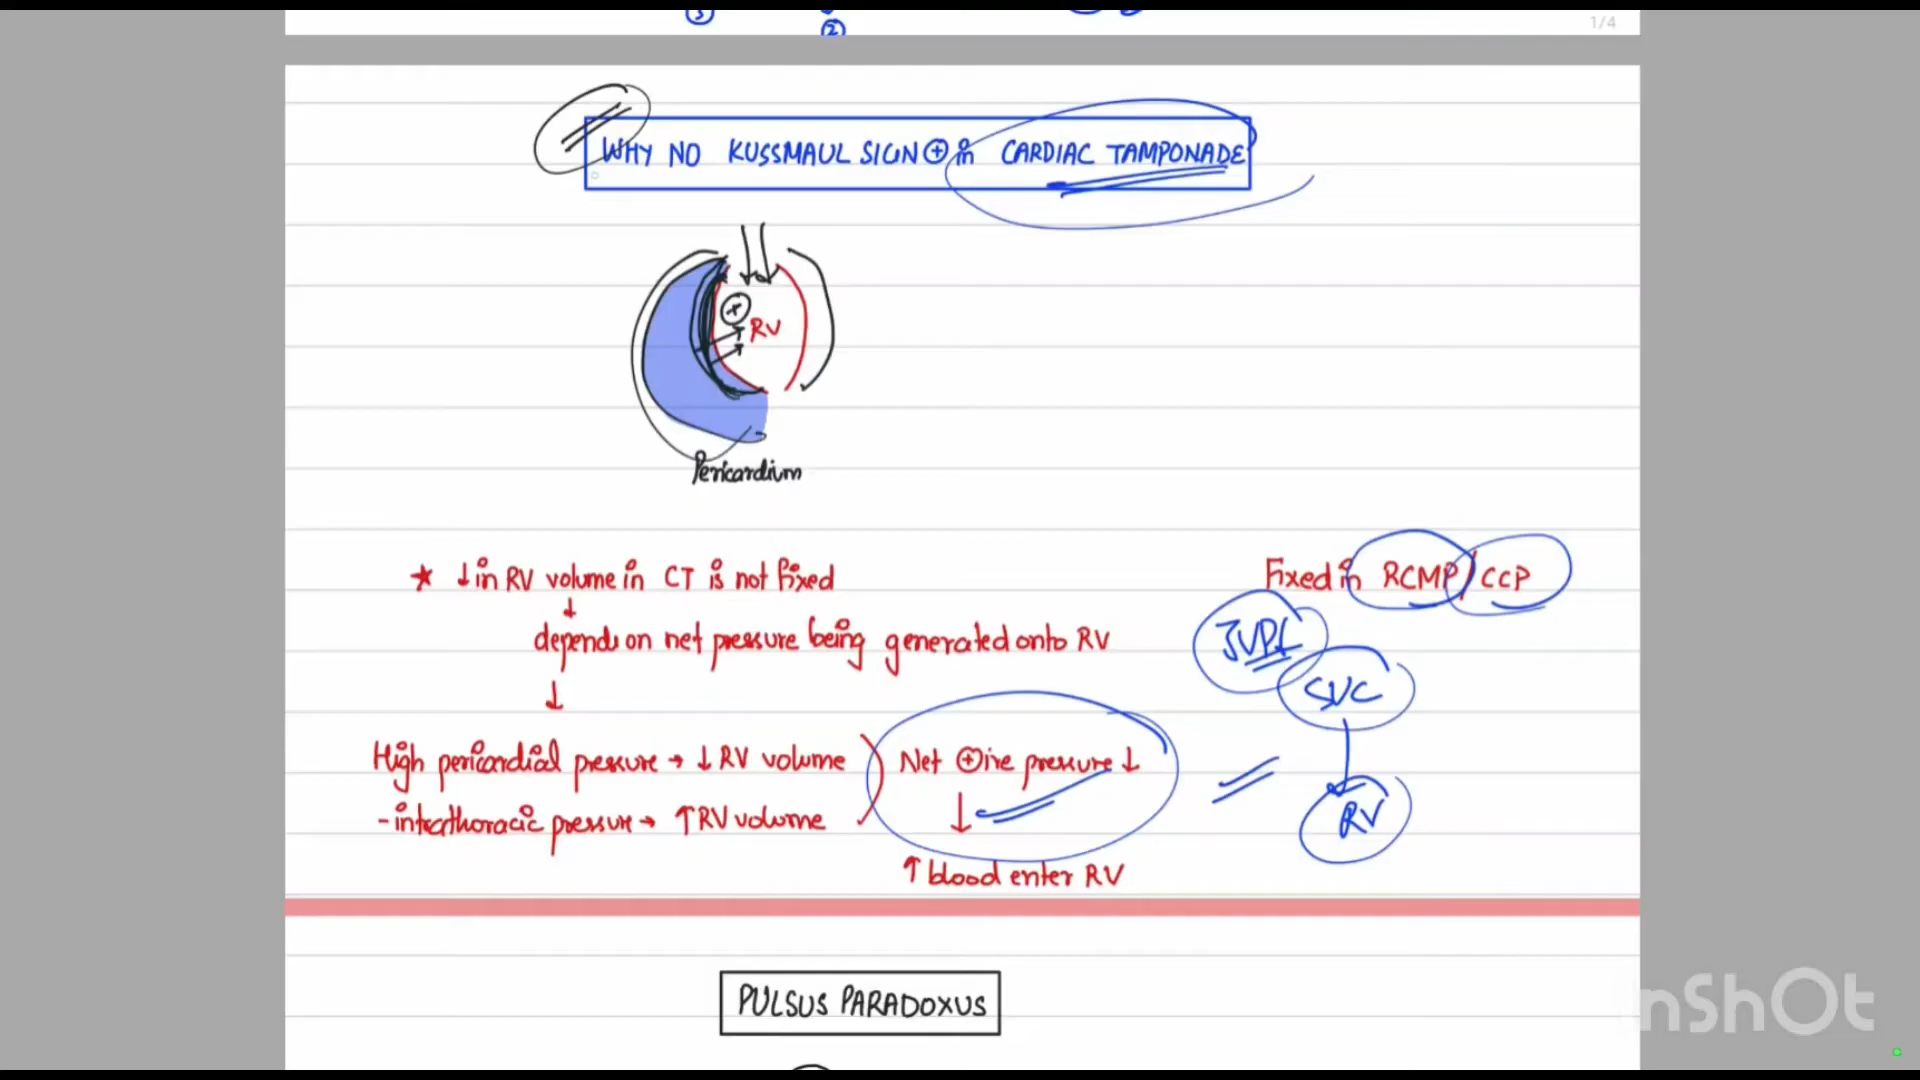 ③
②
1/4
WHY NO KUSSMAUL SIGN ⊕ in CARDIAC TAMPONADE
⊕
RV
Pericardium
★ ↓ in RV volume in CT is not fixed
Fixed in RCMP/CCP
↓
depends on net pressure being generated onto RV
JVP↑
SVC
↓
High pericardial pressure → ↓ RV volume
Net ⊕ive pressure ↓
- intrathoracic pressure → ↑ RV volume
↓
RV
↑ blood enter RV
PULSUS PARADOXUS
InShOt